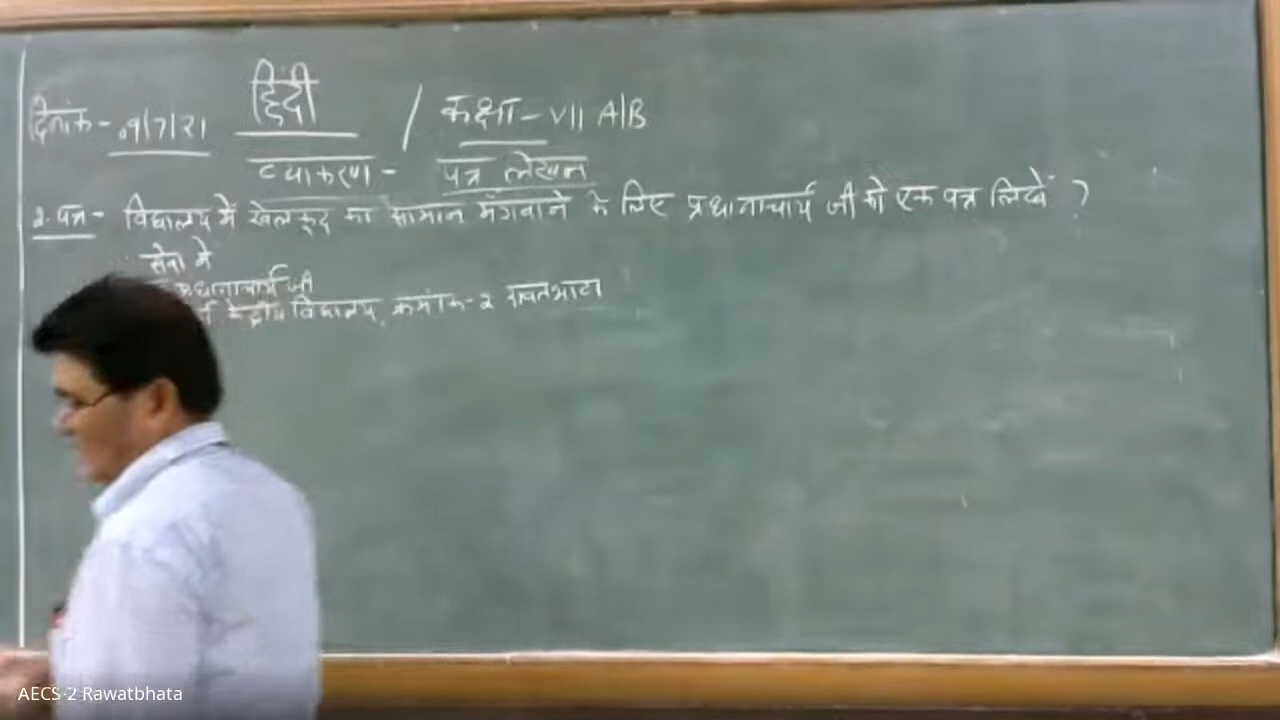 दिनांक- 09/7/21 हिंदी / कक्षा - VII A/B
व्याकरण - पत्र लेखन
2. पत्र - विद्यालय में खेलकूद का सामान मंगवाने के लिए प्रधानाचार्य जी को एक पत्र लिखें ?
सेवा में
प्रधानाचार्य जी
केंद्रीय विद्यालय, क्रमांक-2 रावतभाटा
AECS-2 Rawatbhata